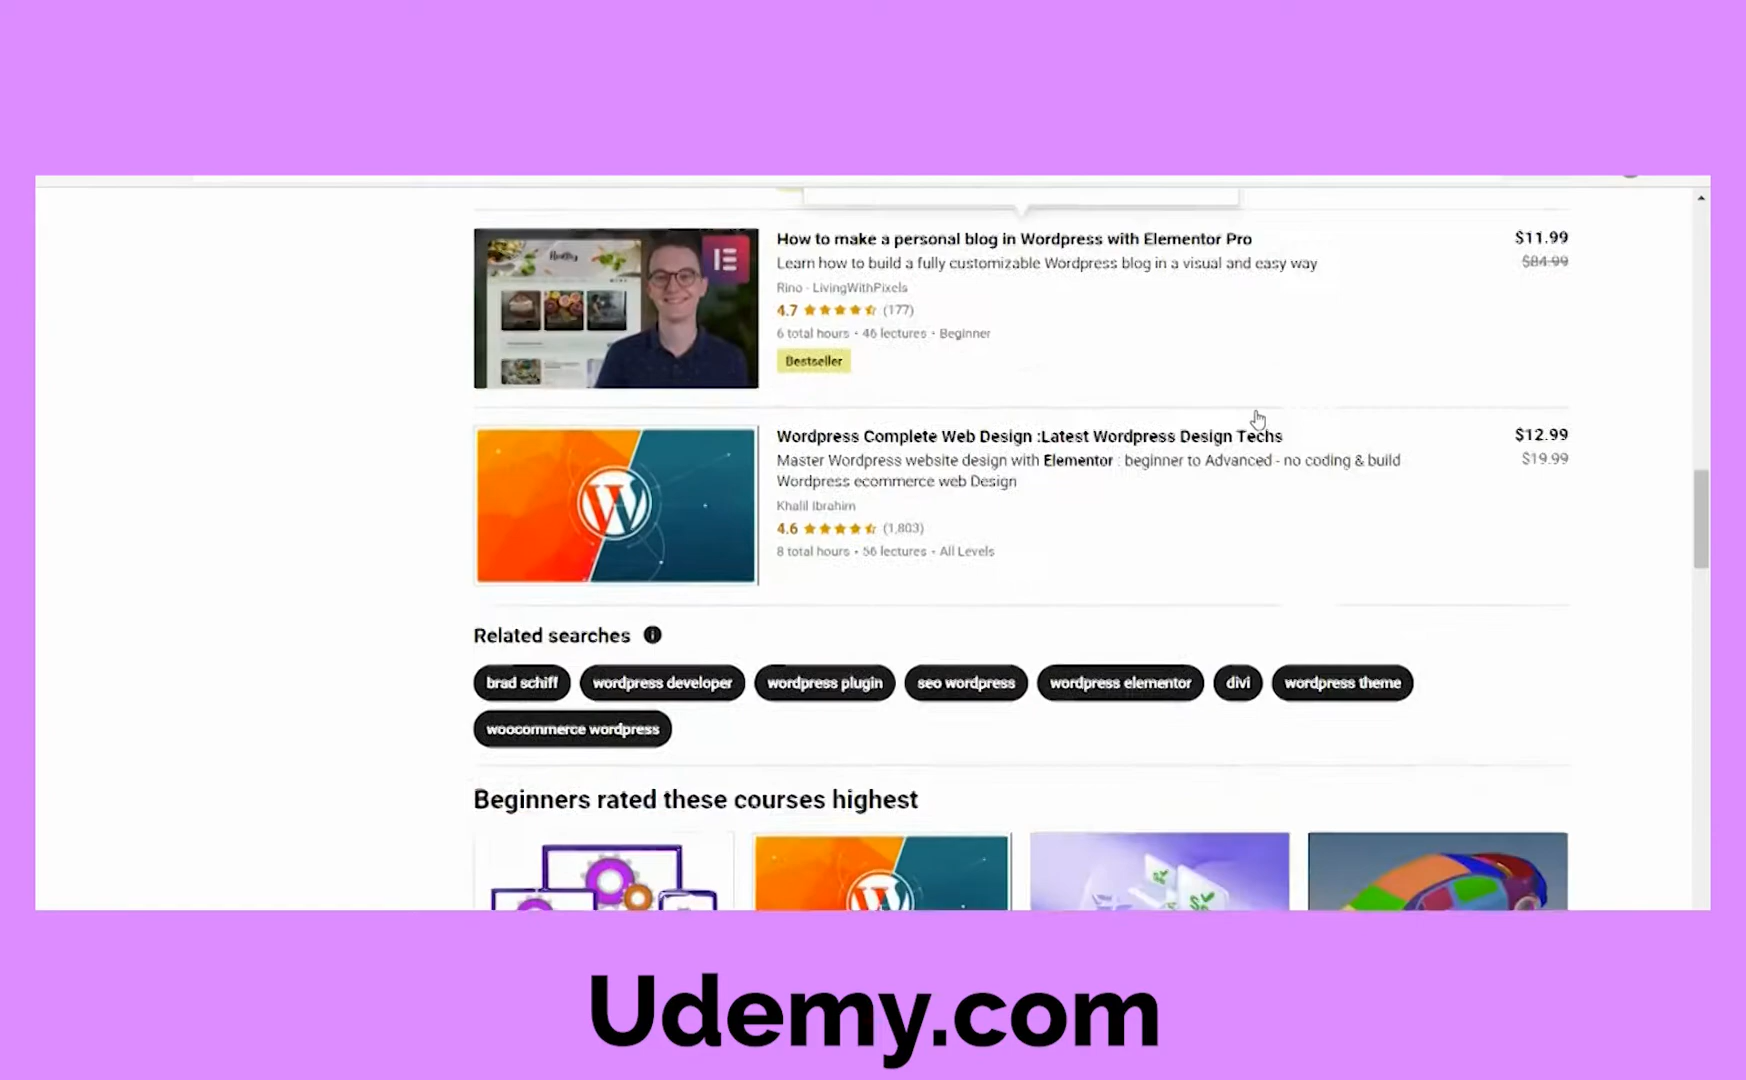 How to make a personal blog in Wordpress with Elementor Pro
$11.99
Learn how to build a fully customizable Wordpress blog in a visual and easy way
$84.99
Rino · LivingWithPixels
4.7 (177)
6 total hours • 46 lectures • Beginner
Bestseller
Wordpress Complete Web Design :Latest Wordpress Design Techs
$12.99
Master Wordpress website design with Elementor : beginner to Advanced - no coding & build
$19.99
Wordpress ecommerce web Design
Khalil Ibrahim
4.6 (1,803)
8 total hours • 56 lectures • All Levels
Related searches
brad schiff wordpress developer wordpress plugin seo wordpress wordpress elementor divi wordpress theme
woocommerce wordpress
Beginners rated these courses highest
Udemy.com